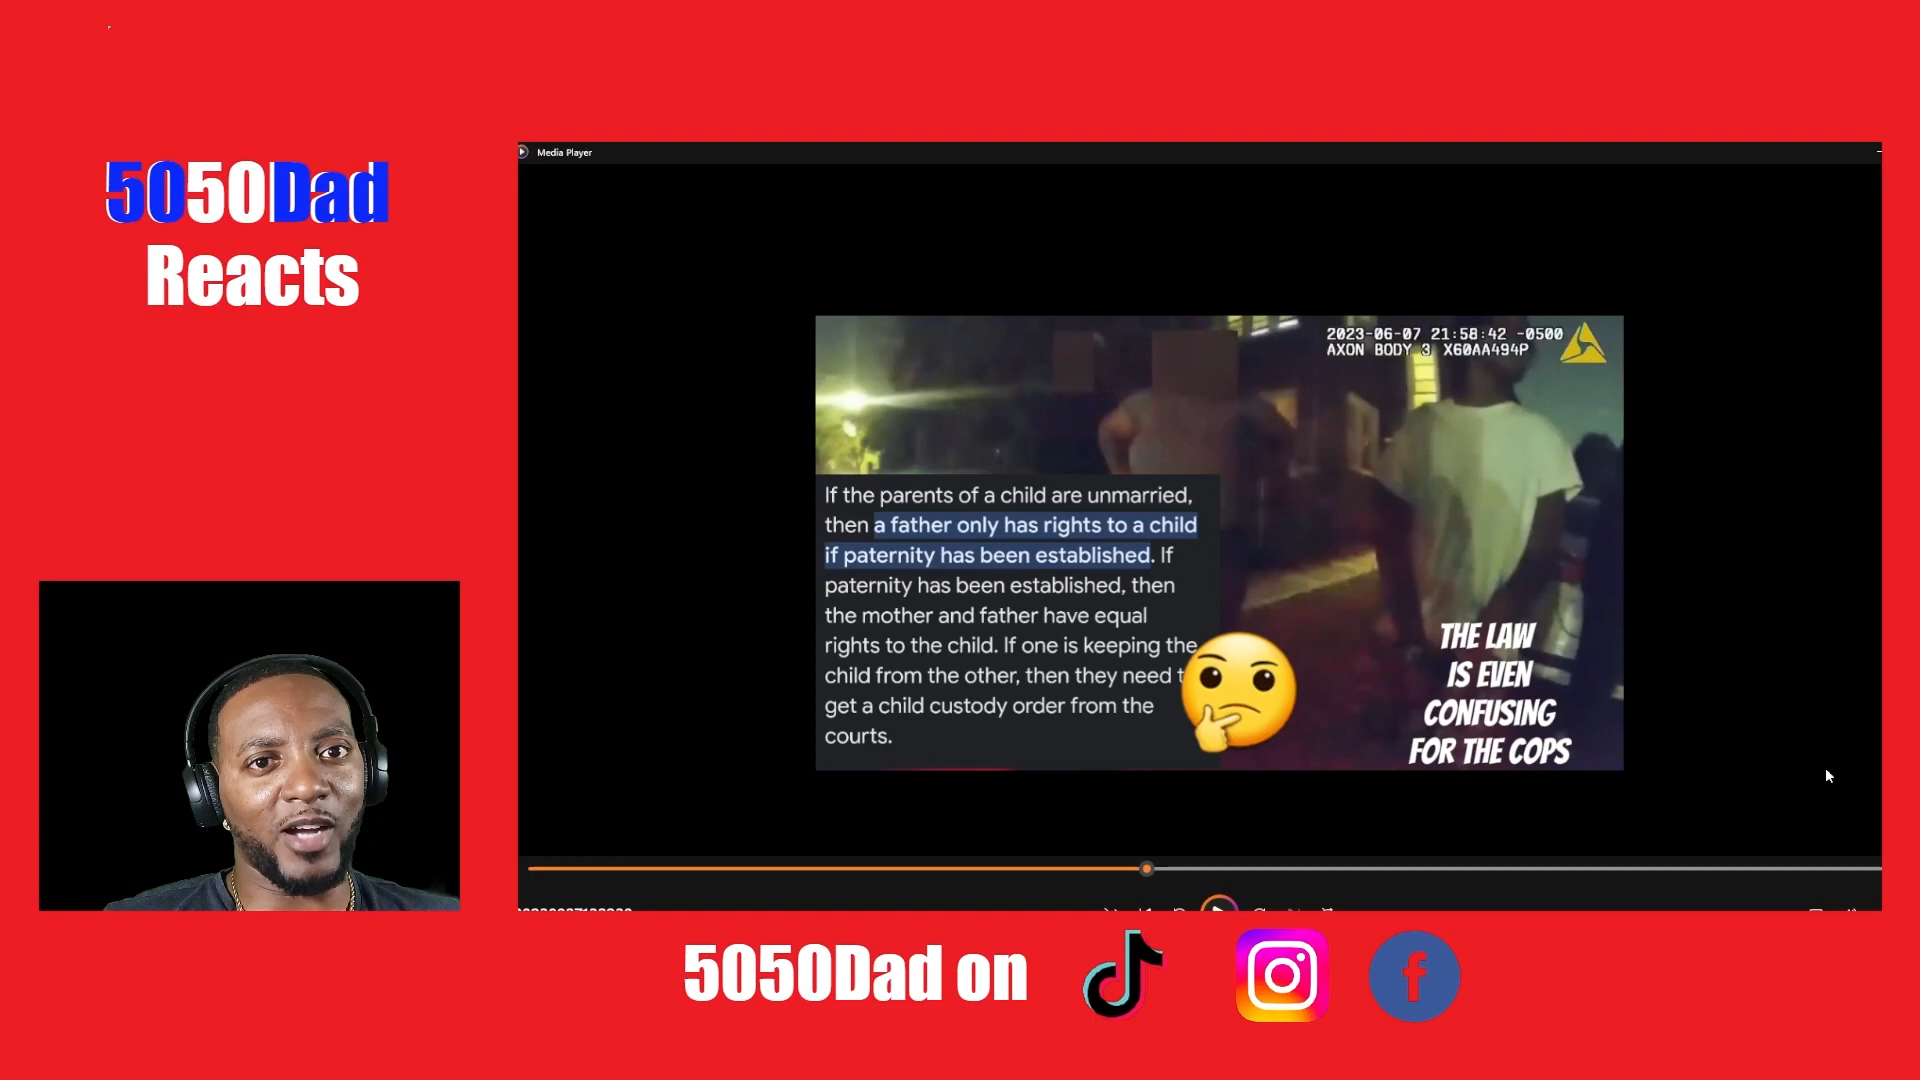 5050Dad
Reacts
Media Player
2023-06-07 21:58:42 -0500
AXON BODY 3 X60AA494P
If the parents of a child are unmarried,
then a father only has rights to a child
if paternity has been established. If
paternity has been established, then
the mother and father have equal
rights to the child. If one is keeping the
child from the other, then they need t
get a child custody order from the
courts.
THE LAW
IS EVEN
CONFUSING
FOR THE COPS
5050Dad on